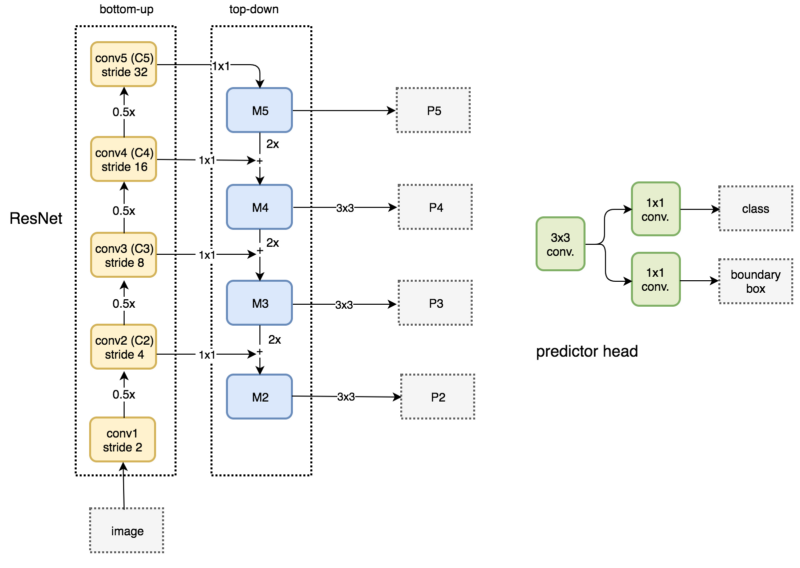 bottom-up
top-down
conv5 (C5)
stride 32
1x1
M5
P5
0.5x
2x
conv4 (C4)
stride 16
1x1
+
M4
3x3
P4
0.5x
2x
ResNet
conv3 (C3)
stride 8
1x1
+
M3
3x3
P3
0.5x
2x
conv2 (C2)
stride 4
1x1
+
M2
3x3
P2
0.5x
conv1
stride 2
image
3x3
conv.
1x1
conv.
class
1x1
conv.
boundary
box
predictor head